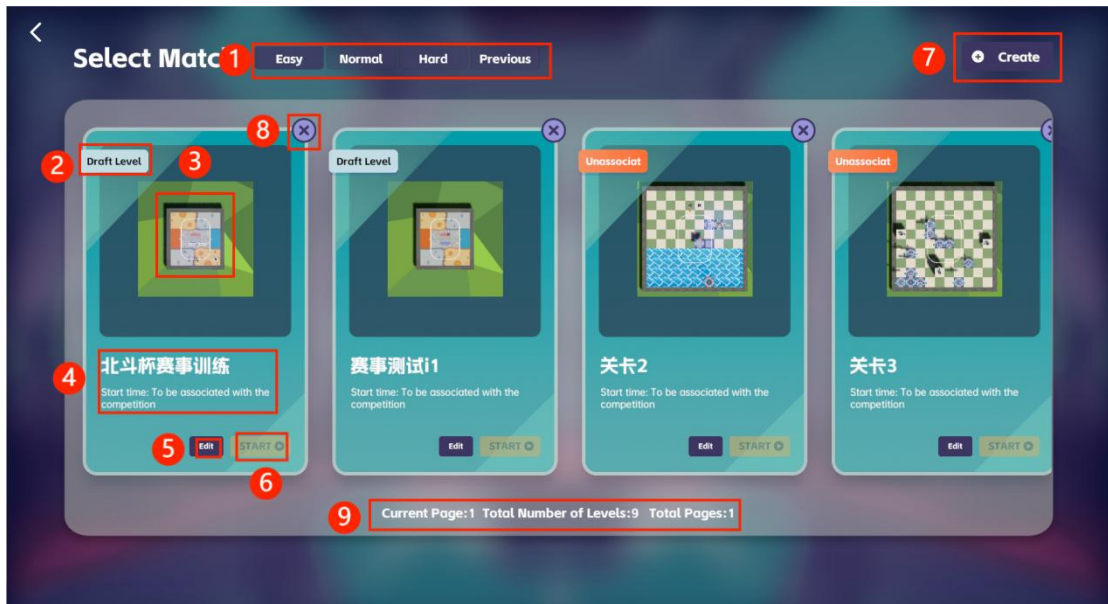 Select Matc
1
Easy
Normal
Hard
Previous
7
Create
8
2
Draft Level
3
Draft Level
Unassociat
Unassociat
4
北斗杯赛事训练
Start time: To be associated with the
competition
赛事测试i1
Start time: To be associated with the
competition
关卡2
Start time: To be associated with the
competition
关卡3
Start time: To be associated with the
competition
5
Edit
START
6
Edit
START
Edit
START
Edit
START
9
Current Page:1 Total Number of Levels:9 Total Pages:1